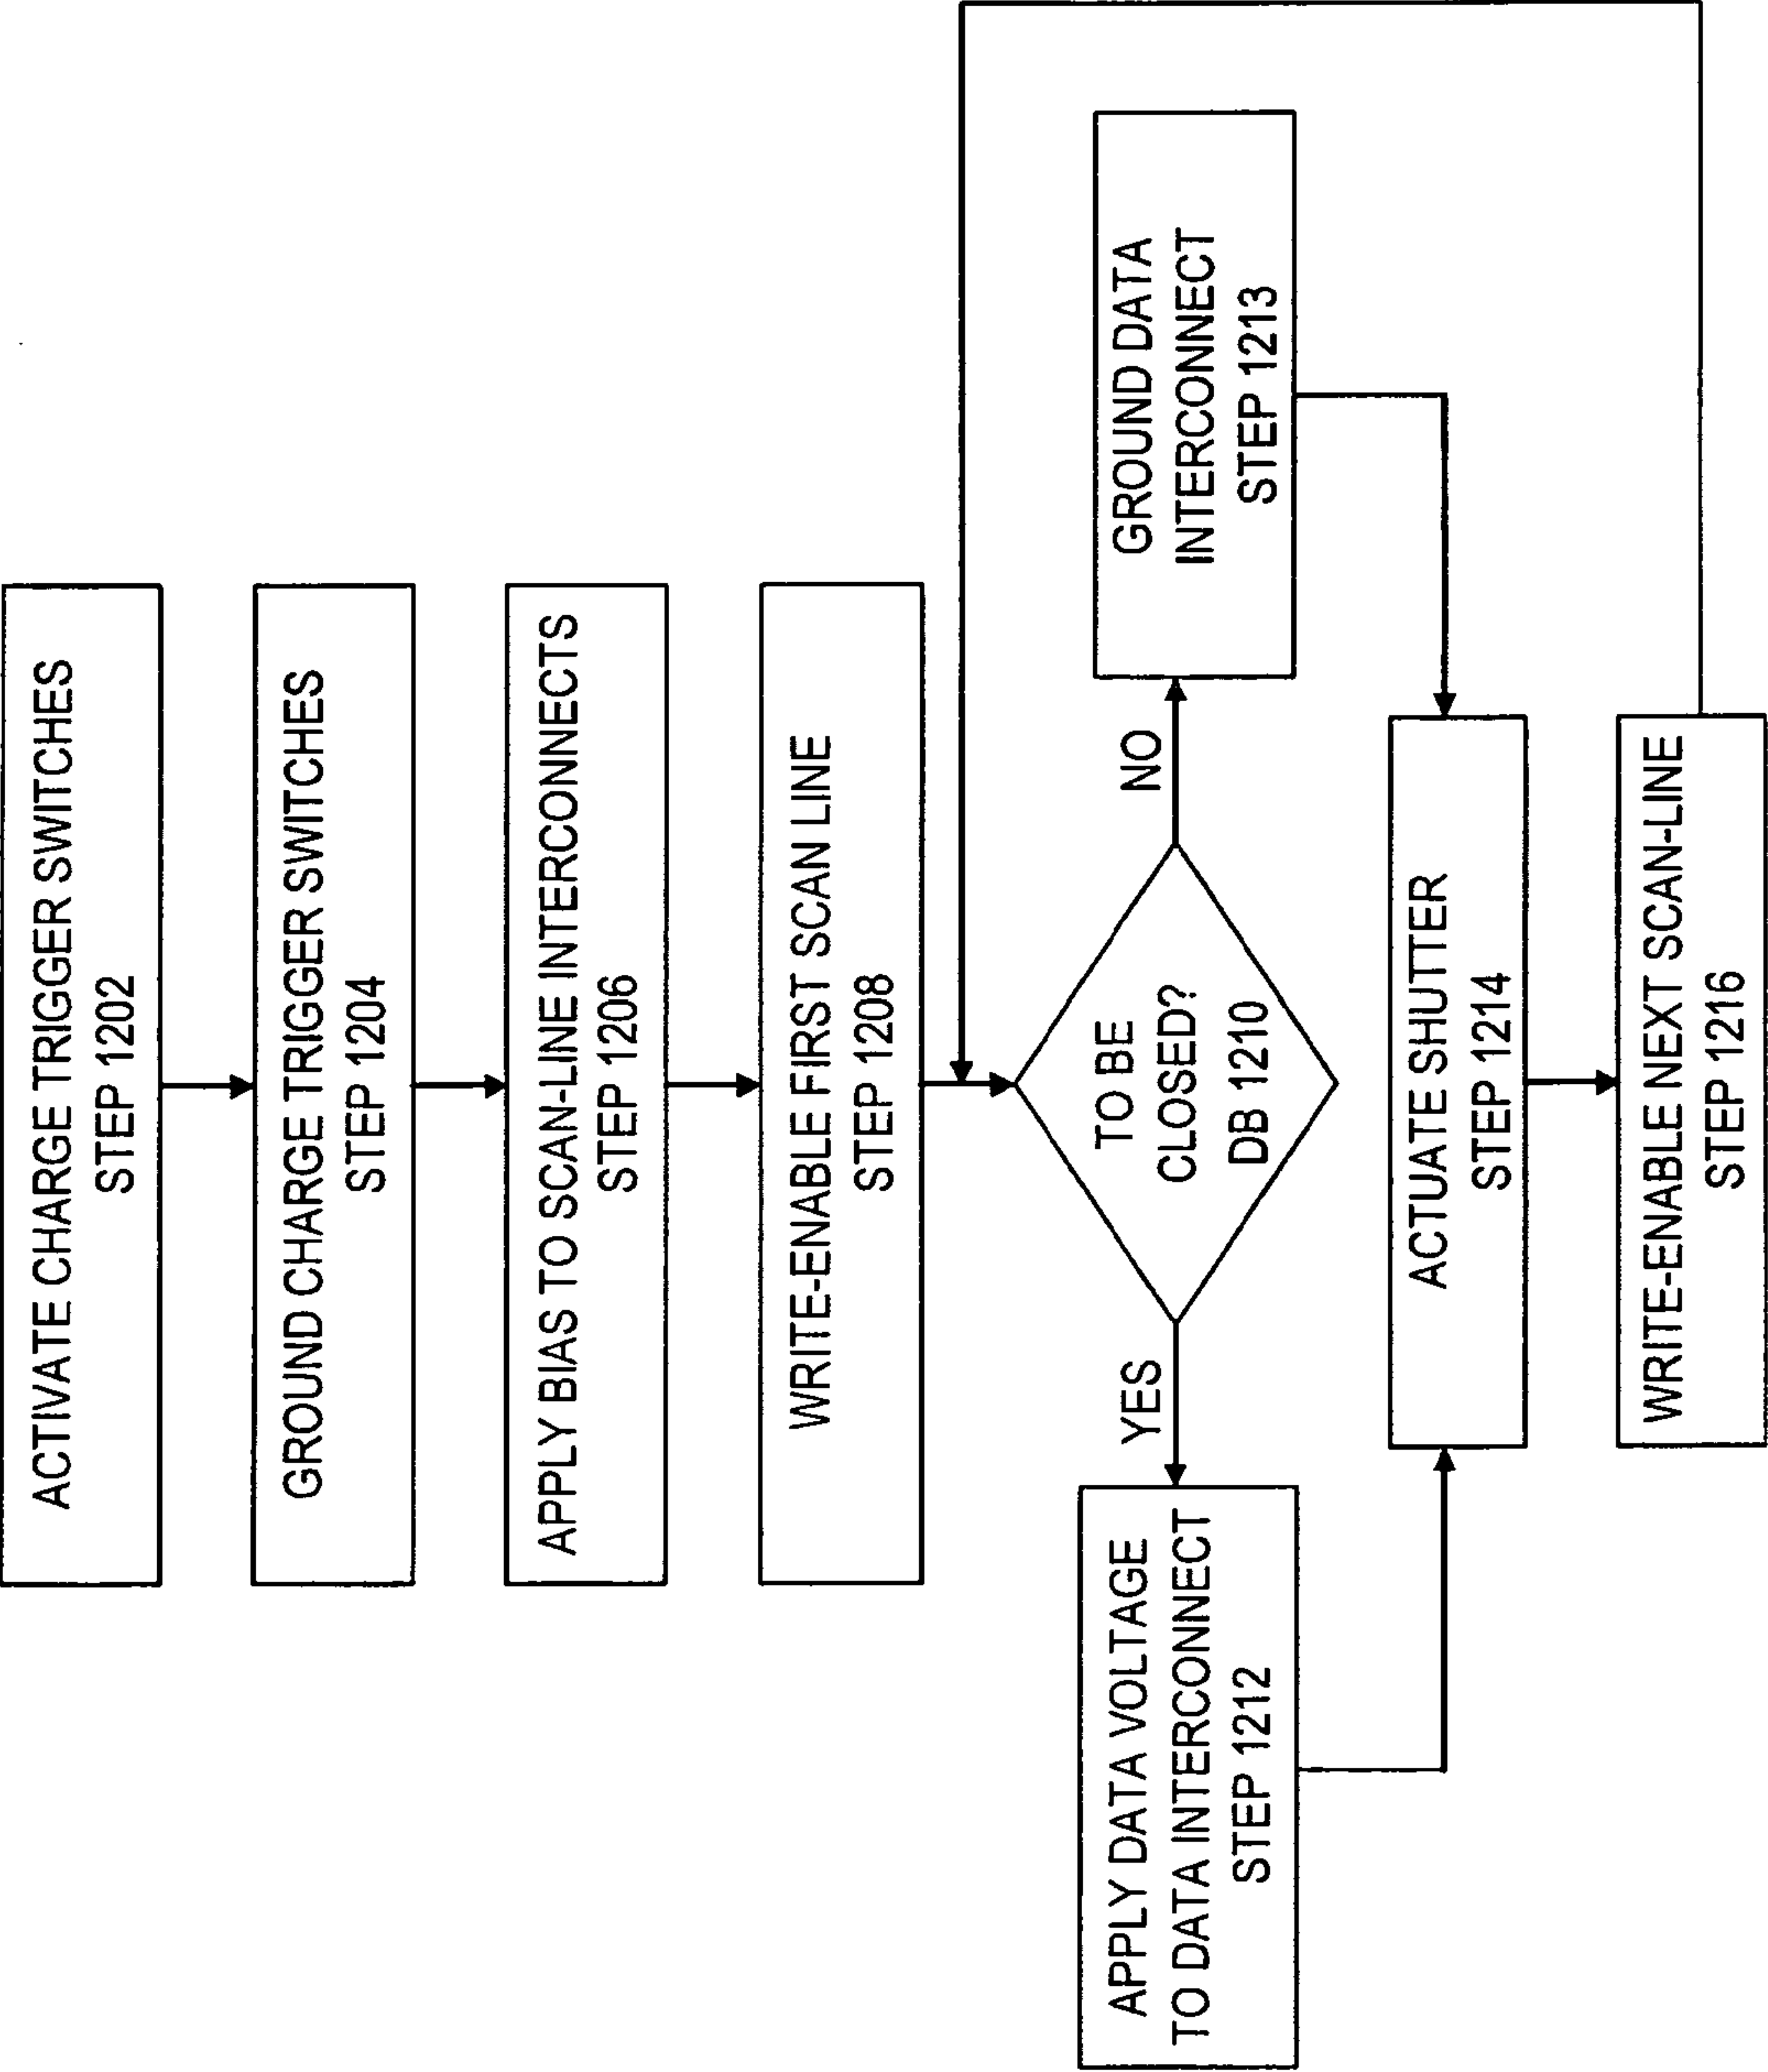 ACTIVATE CHARGE TRIGGER SWITCHES
STEP 1202
GROUND CHARGE TRIGGER SWITCHES
STEP 1204
APPLY BIAS TO SCAN-LINE INTERCONNECTS
STEP 1206
WRITE-ENABLE FIRST SCAN LINE
STEP 1208
TO BE
CLOSED?
DB 1210
YES
NO
APPLY DATA VOLTAGE
TO DATA INTERCONNECT
STEP 1212
GROUND DATA
INTERCONNECT
STEP 1213
ACTUATE SHUTTER
STEP 1214
WRITE-ENABLE NEXT SCAN-LINE
STEP 1216